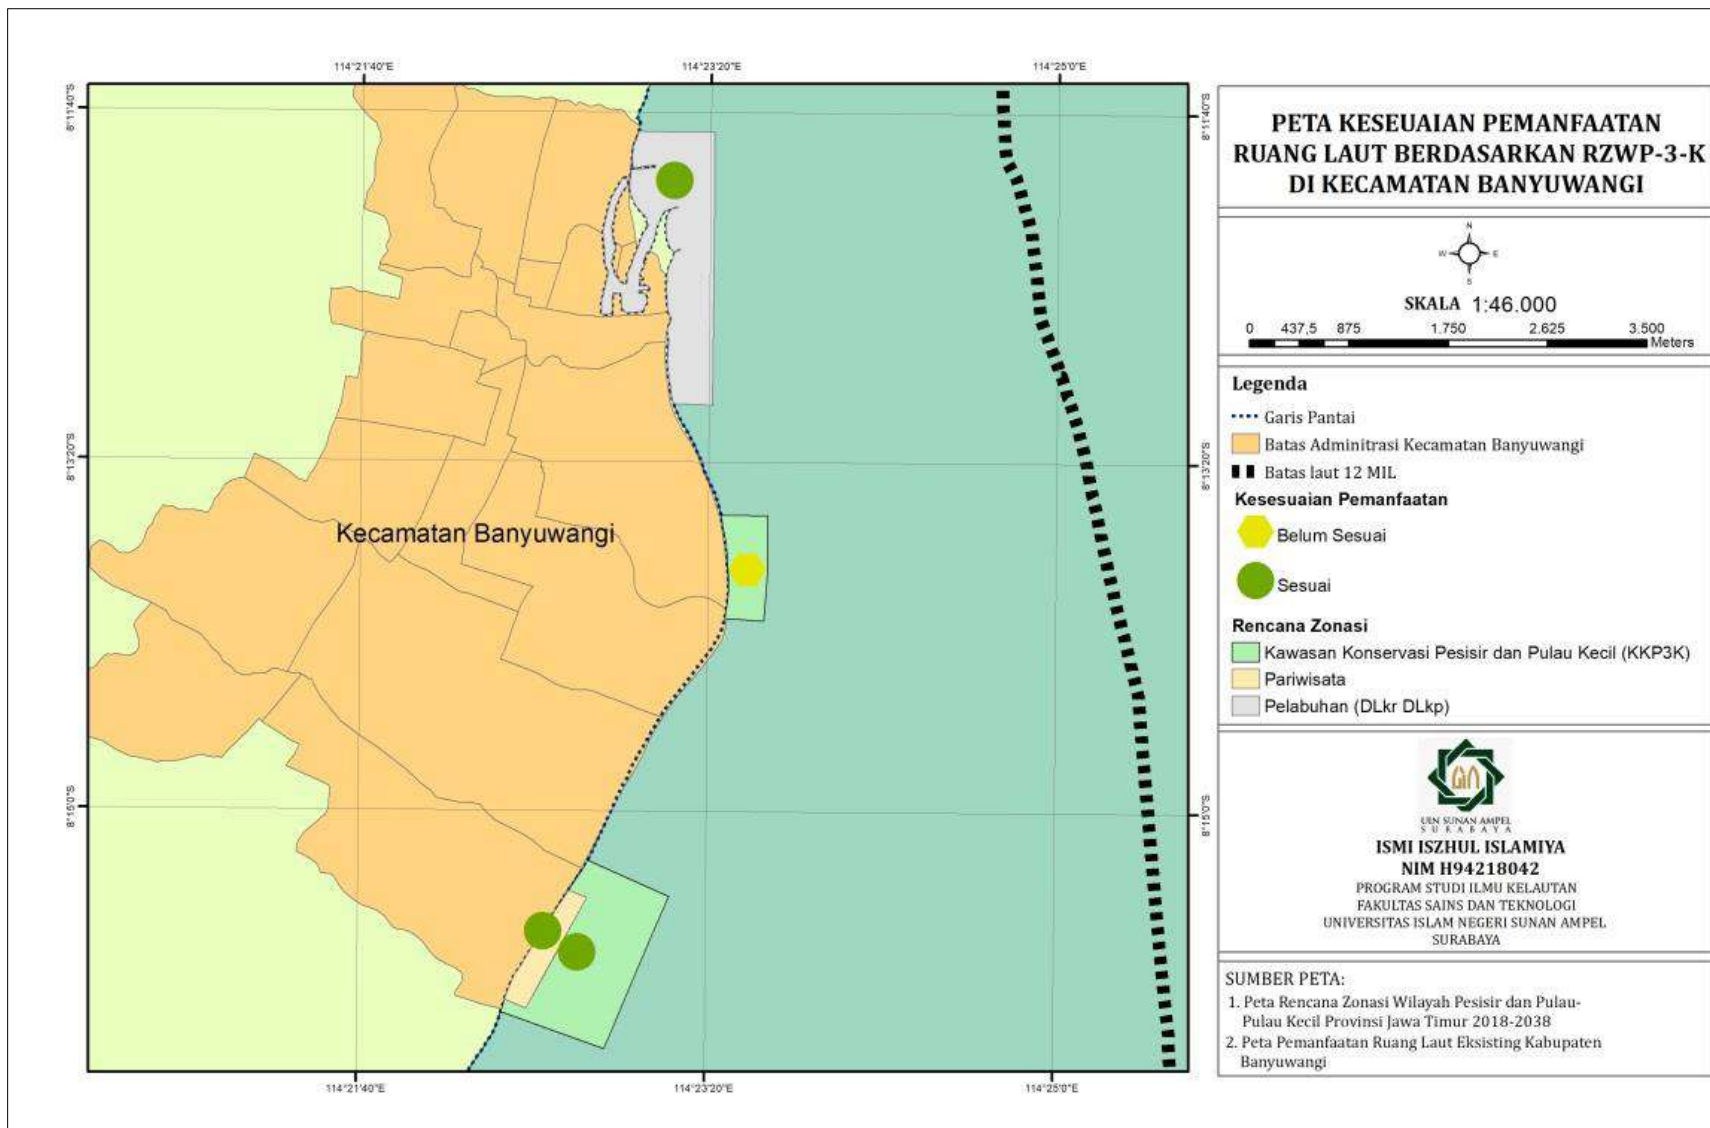 114°21'40"E 114°23'20"E 114°25'0"E
8°11'40"S 8°11'40"S
8°13'20"S 8°13'20"S
8°15'0"S 8°15'0"S
Kecamatan Banyuwangi
114°21'40"E 114°23'20"E 114°25'0"E
PETA KESEUAIAN PEMANFAATAN
RUANG LAUT BERDASARKAN RZWP-3-K
DI KECAMATAN BANYUWANGI
N
W E
S
SKALA 1:46.000
0 437,5 875 1.750 2.625 3.500
Meters
Legenda
Garis Pantai
Batas Adminitrasi Kecamatan Banyuwangi
Batas laut 12 MIL
Kesesuaian Pemanfaatan
Belum Sesuai
Sesuai
Rencana Zonasi
Kawasan Konservasi Pesisir dan Pulau Kecil (KKP3K)
Pariwisata
Pelabuhan (DLkr DLkp)
UIN SUNAN AMPEL
SURABAYA
ISMI ISZHUL ISLAMIYA
NIM H94218042
PROGRAM STUDI ILMU KELAUTAN
FAKULTAS SAINS DAN TEKNOLOGI
UNIVERSITAS ISLAM NEGERI SUNAN AMPEL
SURABAYA
SUMBER PETA:
1. Peta Rencana Zonasi Wilayah Pesisir dan Pulau-
Pulau Kecil Provinsi Jawa Timur 2018-2038
2. Peta Pemanfaatan Ruang Laut Eksisting Kabupaten
Banyuwangi